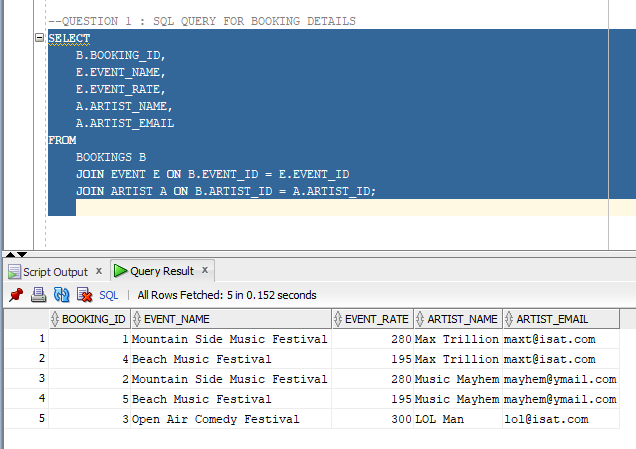 --QUESTION 1 : SQL QUERY FOR BOOKING DETAILS
SELECT
B.BOOKING_ID,
E.EVENT_NAME,
E.EVENT_RATE,
A.ARTIST_NAME,
A.ARTIST_EMAIL
FROM
BOOKINGS B
JOIN EVENT E ON B.EVENT_ID = E.EVENT_ID
JOIN ARTIST A ON B.ARTIST_ID = A.ARTIST_ID;
Script Output x Query Result x
SQL | All Rows Fetched: 5 in 0.152 seconds
BOOKING_ID EVENT_NAME EVENT_RATE ARTIST_NAME ARTIST_EMAIL
1 1 Mountain Side Music Festival 280 Max Trillion maxt@isat.com
2 4 Beach Music Festival 195 Max Trillion maxt@isat.com
3 2 Mountain Side Music Festival 280 Music Mayhem mayhem@ymail.com
4 5 Beach Music Festival 195 Music Mayhem mayhem@ymail.com
5 3 Open Air Comedy Festival 300 LOL Man lol@isat.com